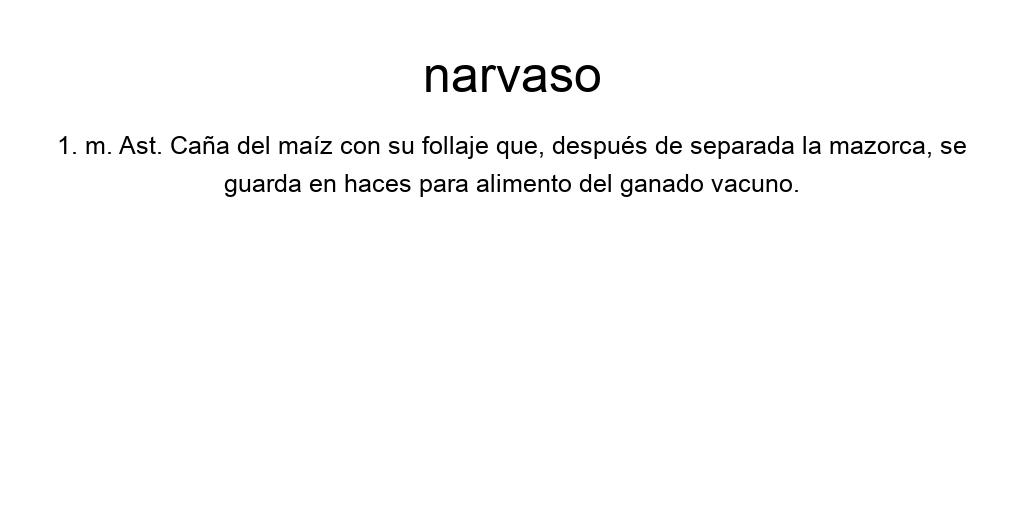 narvaso
1. m. Ast. Caña del maíz con su follaje que, después de separada la mazorca, se
guarda en haces para alimento del ganado vacuno.